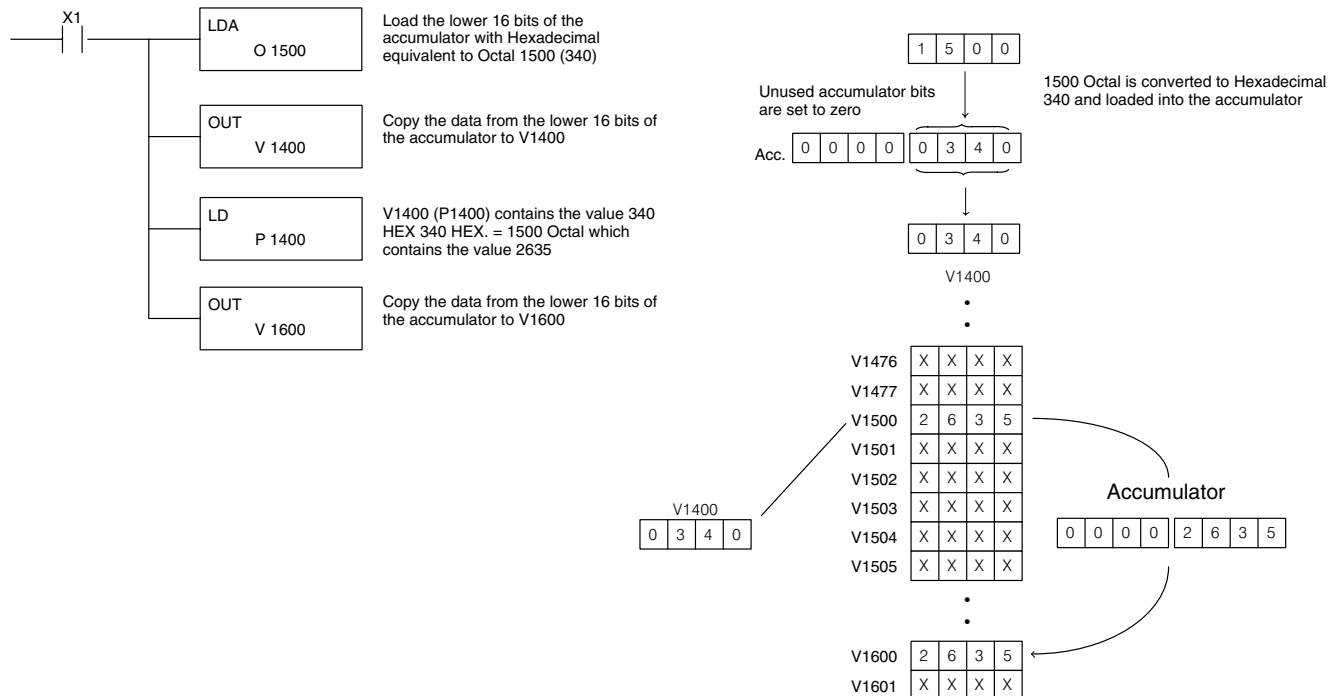 X1
LDA
O 1500
Load the lower 16 bits of the
accumulator with Hexadecimal
equivalent to Octal 1500 (340)
OUT
V 1400
Copy the data from the lower 16 bits of
the accumulator to V1400
LD
P 1400
V1400 (P1400) contains the value 340
HEX 340 HEX. = 1500 Octal which
contains the value 2635
OUT
V 1600
Copy the data from the lower 16 bits of
the accumulator to V1600
1 5 0 0
Unused accumulator bits
are set to zero
1500 Octal is converted to Hexadecimal
340 and loaded into the accumulator
Acc. 0 0 0 0 0 3 4 0
0 3 4 0
V1400
V1476 X X X X
V1477 X X X X
V1500 2 6 3 5
V1501 X X X X
V1502 X X X X
V1503 X X X X
V1504 X X X X
V1505 X X X X
V1400
0 3 4 0
Accumulator
0 0 0 0 2 6 3 5
V1600 2 6 3 5
V1601 X X X X